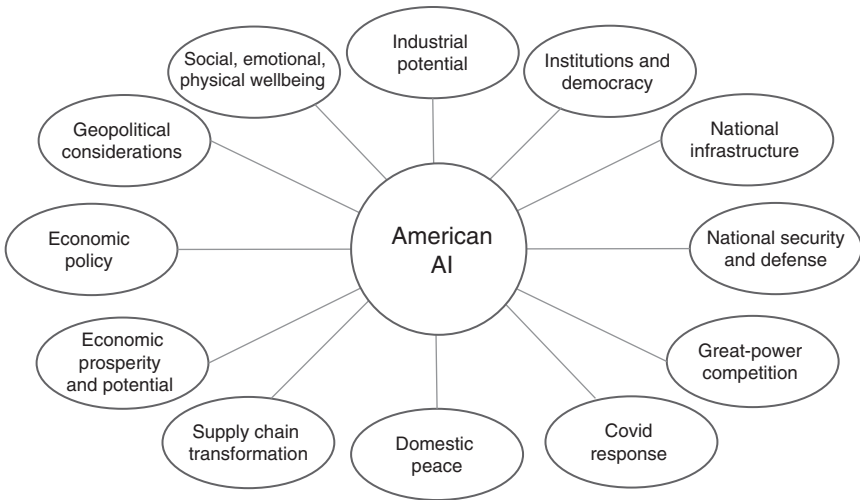 Industrial
potential
Social, emotional,
physical wellbeing
Institutions and
democracy
Geopolitical
considerations
National
infrastructure
Economic
policy
American
AI
National security
and defense
Economic
prosperity
and potential
Great-power
competition
Supply chain
transformation
Domestic
peace
Covid
response